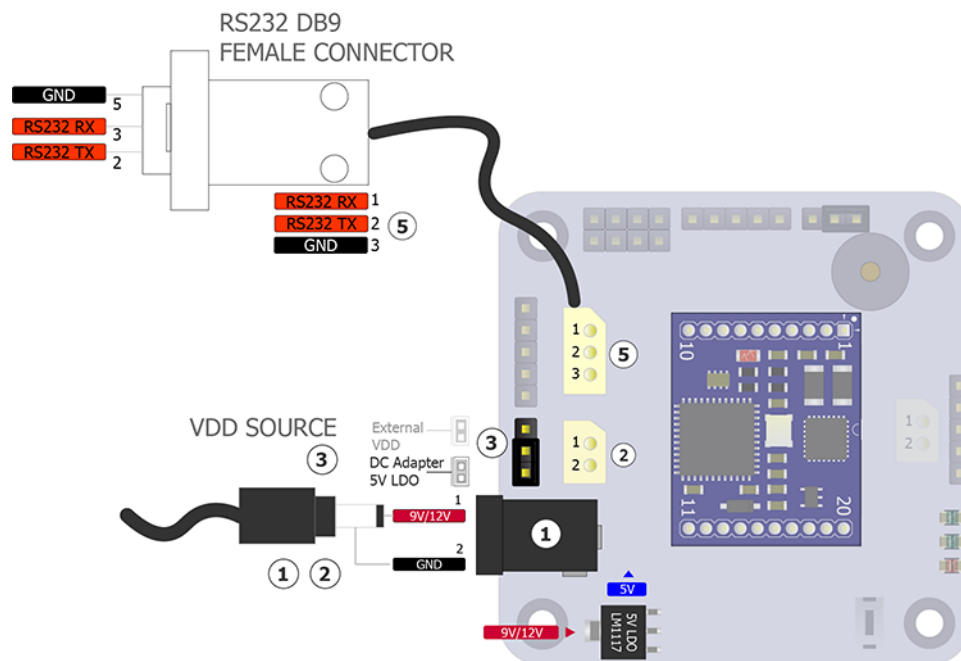 RS232 DB9
FEMALE CONNECTOR
GND
5
RS232 RX
3
RS232 TX
2
RS232 RX 1
RS232 TX 2
GND 3
5
1
2
3
5
10
1
VDD SOURCE
3
External
VDD
DC Adapter
5V LDO
3
1
2
2
1
2
11
20
1
9V/12V
2
GND
1
1 2
5V
9V/12V
5V LDO
LM1117